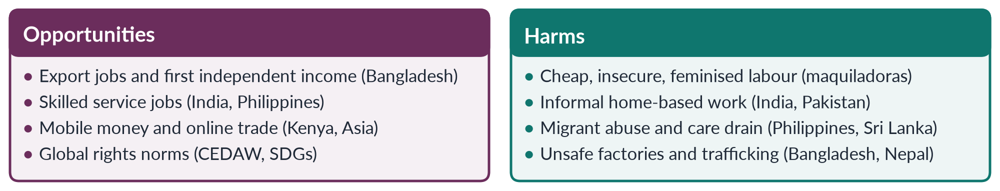 Opportunities
• Export jobs and first independent income (Bangladesh)
• Skilled service jobs (India, Philippines)
• Mobile money and online trade (Kenya, Asia)
• Global rights norms (CEDAW, SDGs)
Harms
• Cheap, insecure, feminised labour (maquiladoras)
• Informal home-based work (India, Pakistan)
• Migrant abuse and care drain (Philippines, Sri Lanka)
• Unsafe factories and trafficking (Bangladesh, Nepal)